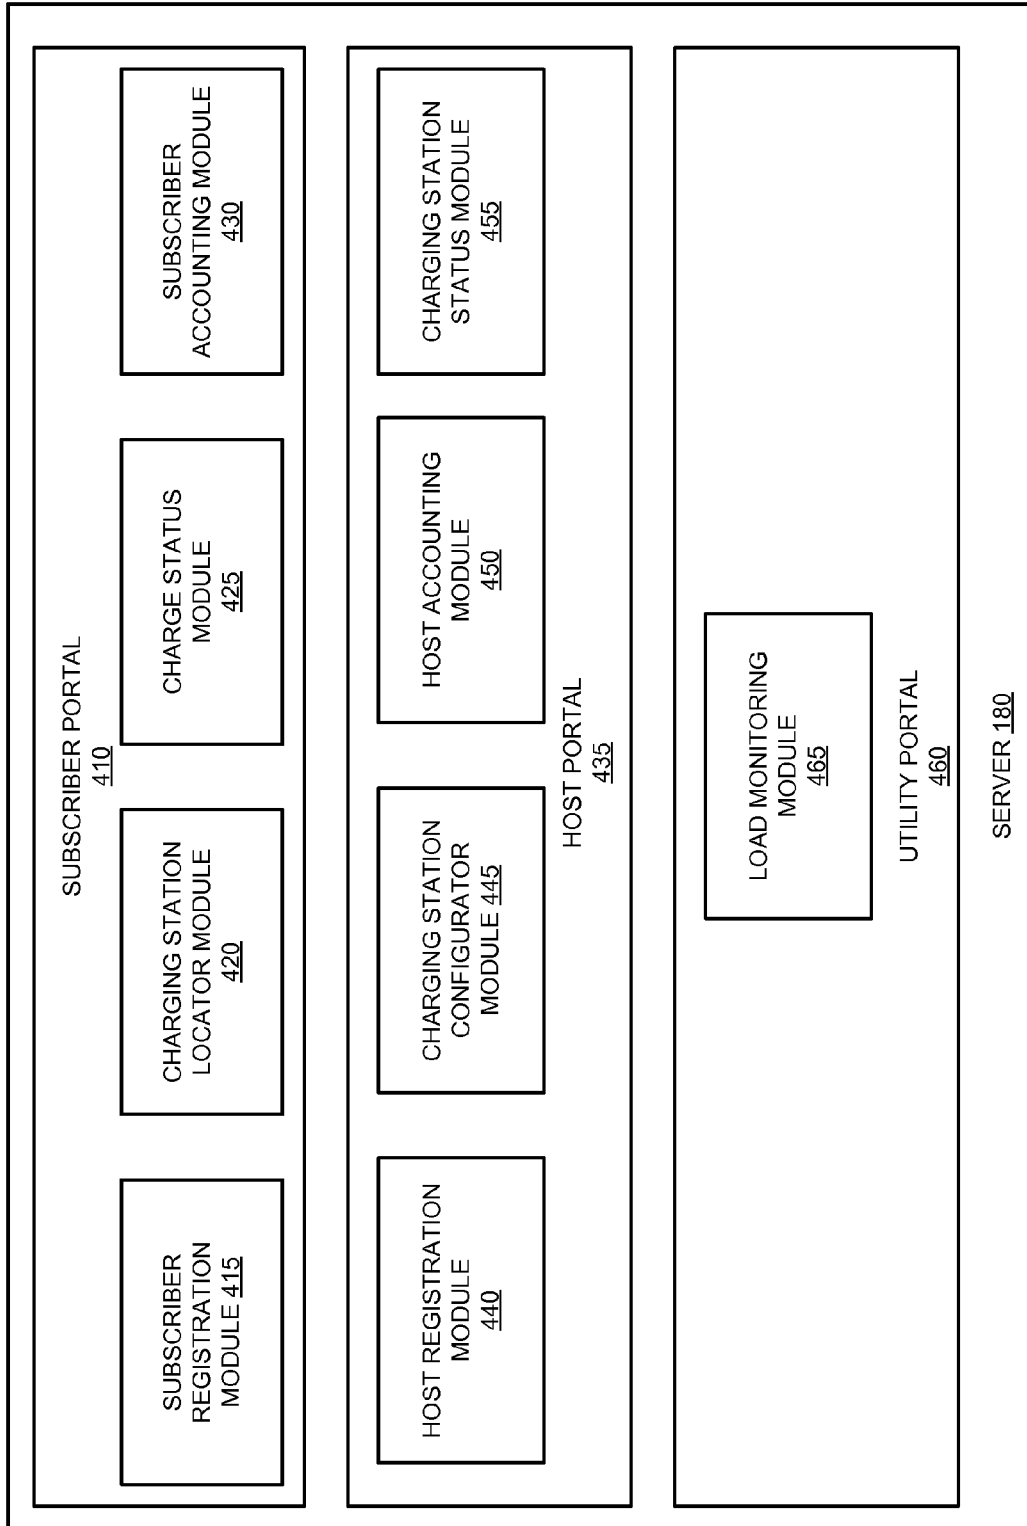 SUBSCRIBER PORTAL
410
SUBSCRIBER
REGISTRATION
MODULE 415
CHARGING STATION
LOCATOR MODULE
420
CHARGE STATUS
MODULE
425
SUBSCRIBER
ACCOUNTING MODULE
430
HOST REGISTRATION
MODULE
440
CHARGING STATION
CONFIGURATOR
MODULE 445
HOST ACCOUNTING
MODULE
450
CHARGING STATION
STATUS MODULE
455
HOST PORTAL
435
LOAD MONITORING
MODULE
465
UTILITY PORTAL
460
SERVER 180